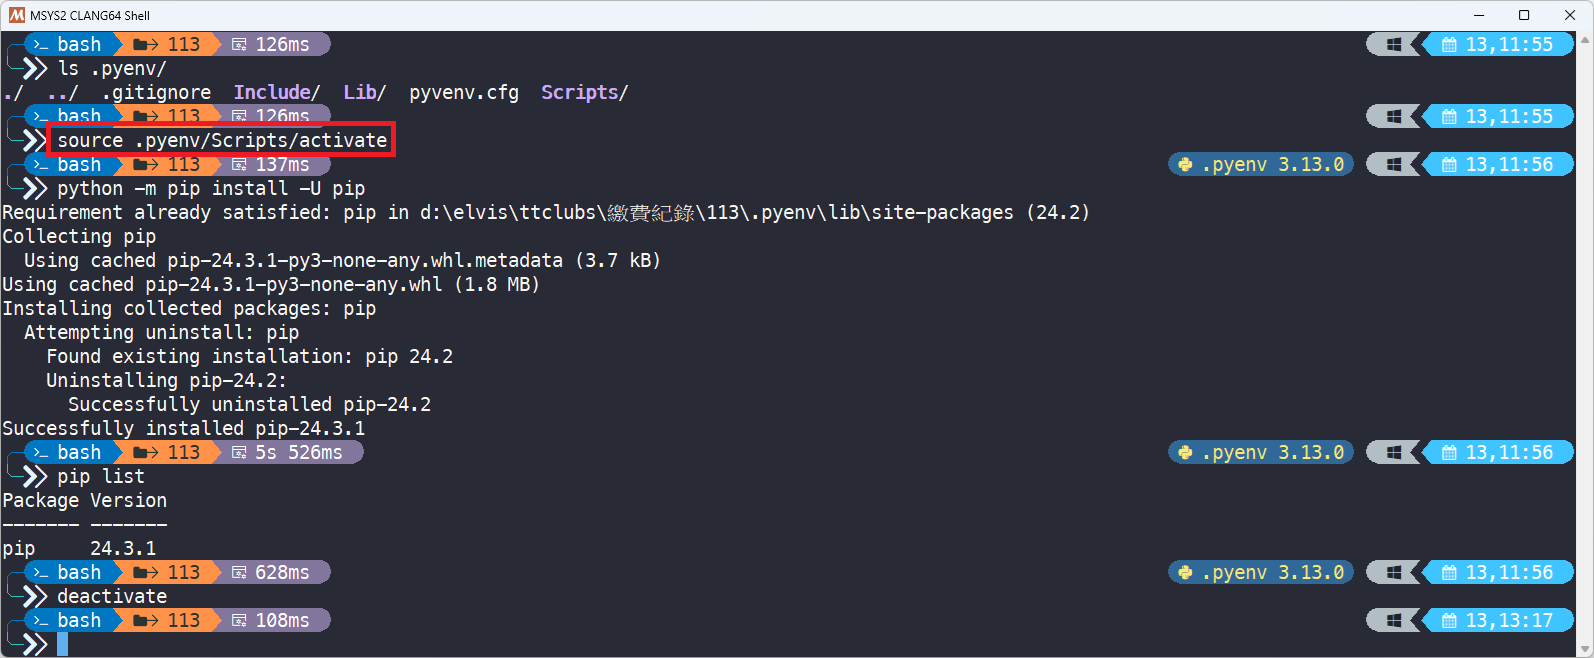 MSYS2 CLANG64 Shell
bash 113 126ms 13,11:55
ls .pyenv/
./ ../ .gitignore Include/ Lib/ pyvenv.cfg Scripts/
bash 113 126ms 13,11:55
source .pyenv/Scripts/activate
bash 113 137ms .pyenv 3.13.0 13,11:56
python -m pip install -U pip
Requirement already satisfied: pip in d:\elvis\ttclubs\繳費紀錄\113\.pyenv\lib\site-packages (24.2)
Collecting pip
Using cached pip-24.3.1-py3-none-any.whl.metadata (3.7 kB)
Using cached pip-24.3.1-py3-none-any.whl (1.8 MB)
Installing collected packages: pip
Attempting uninstall: pip
Found existing installation: pip 24.2
Uninstalling pip-24.2:
Successfully uninstalled pip-24.2
Successfully installed pip-24.3.1
bash 113 5s 526ms .pyenv 3.13.0 13,11:56
pip list
Package Version
------- -------
pip 24.3.1
bash 113 628ms .pyenv 3.13.0 13,11:56
deactivate
bash 113 108ms 13,13:17